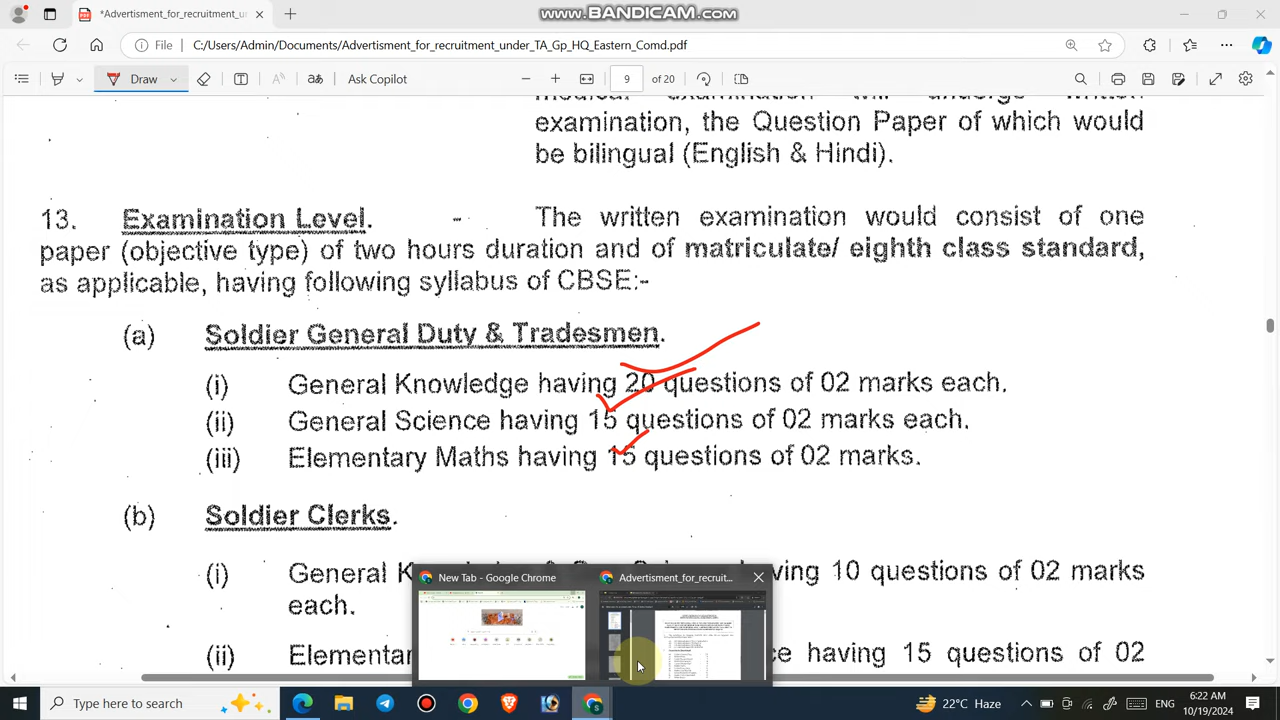 www.BANDICAM.com
*Advertisment_for_recruitment_un
File
C:/Users/Admin/Documents/Advertisment_for_recruitment_under_TA_Gp_HQ_Eastern_Comd.pdf
Draw
Ask Copilot
9 of 20
medical examination will undergo written
examination, the Question Paper of which would
be bilingual (English & Hindi).
13. Examination Level. - The written examination would consist of one
paper (objective type) of two hours duration and of matriculate/ eighth class standard,
as applicable, having following syllabus of CBSE:-
(a) Soldier General Duty & Tradesmen.
(i) General Knowledge having 20 questions of 02 marks each.
(ii) General Science having 15 questions of 02 marks each.
(iii) Elementary Maths having 15 questions of 02 marks.
(b) Soldier Clerks.
New Tab - Google Chrome
Advertisment_for_recruit...
(i) General ving 10 questions of 02 marks
each.
(ii) Elementar e having 15 questions of 02
Type here to search
22°C Haze
ENG
6:22 AM
10/19/2024